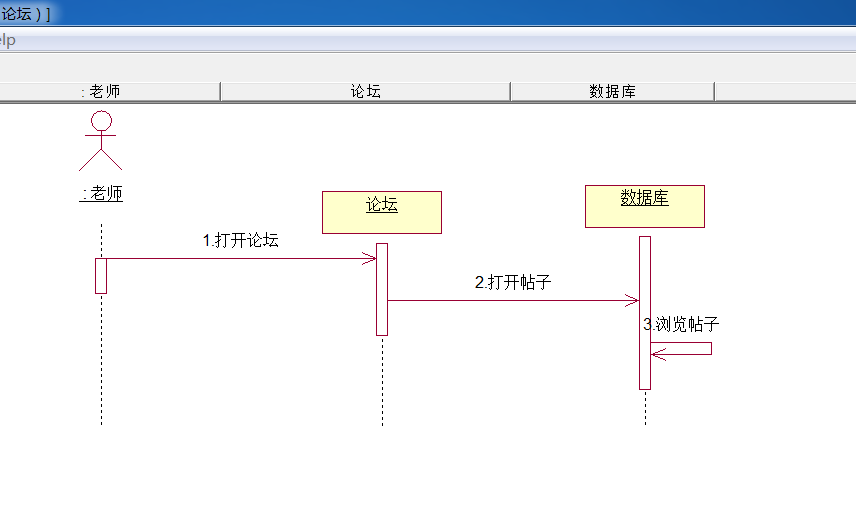 论坛 ) ]
elp
: 老师
论坛
数据库
: 老师
论坛
数据库
1.打开论坛
2.打开帖子
3.浏览帖子